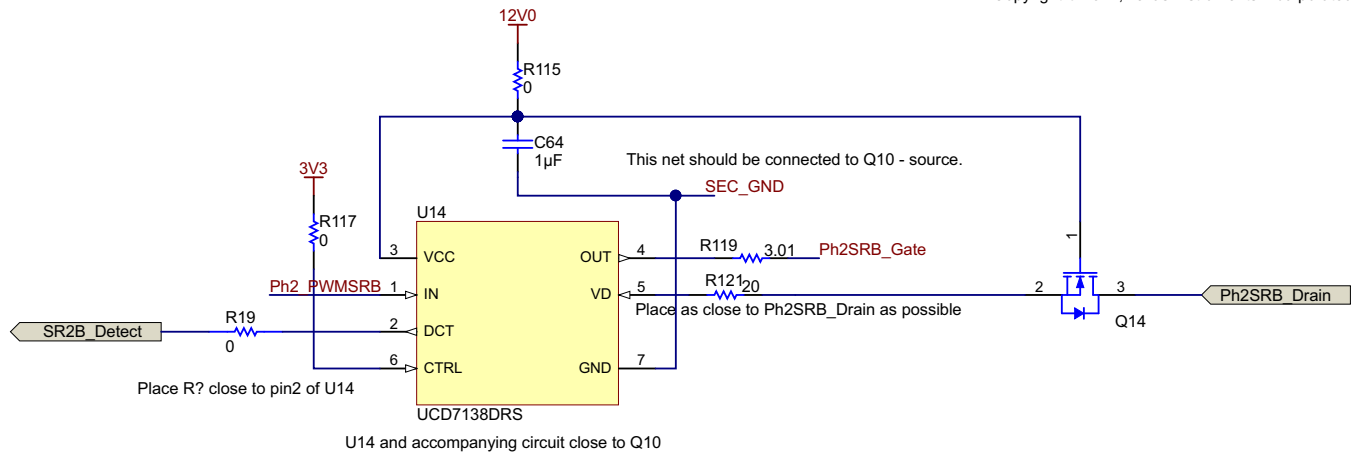 12V0
R115
0
C64
1µF
This net should be connected to Q10 - source.
3V3
SEC_GND
R117
0
U14
1
3 VCC OUT 4 R119 3.01 Ph2SRB_Gate
Ph2_PWMSRB 1 IN VD 5 R121 20 2 3 Ph2SRB_Drain
Place as close to Ph2SRB_Drain as possible
Q14
SR2B_Detect R19 0 2 DCT
6 CTRL GND 7
Place R? close to pin2 of U14
UCD7138DRS
U14 and accompanying circuit close to Q10